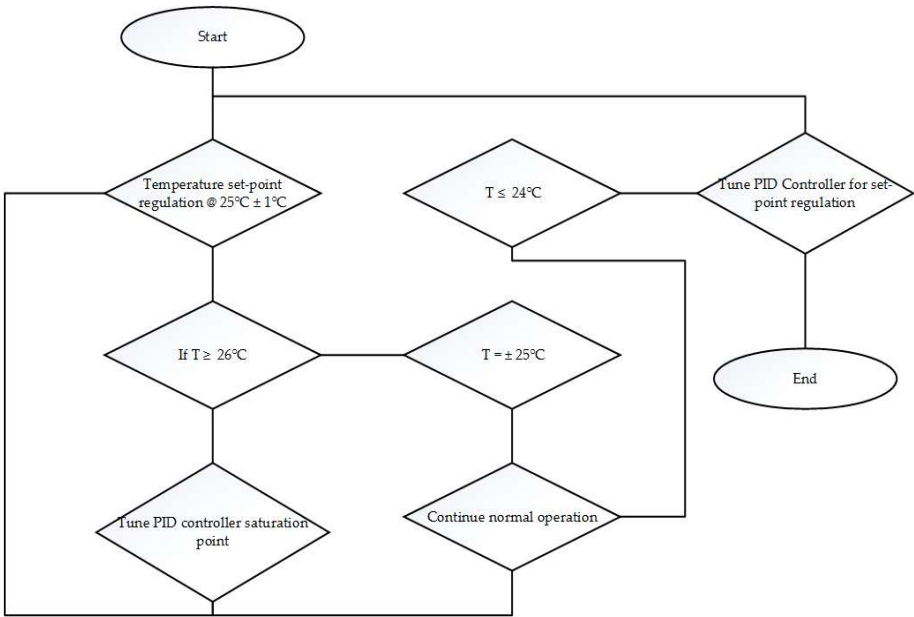 Start
Temperature set-point
regulation @ 25℃ ± 1℃
T ≤ 24℃
Tune PID Controller for set-
point regulation
If T ≥ 26℃
T = ± 25℃
End
Tune PID controller saturation
point
Continue normal operation